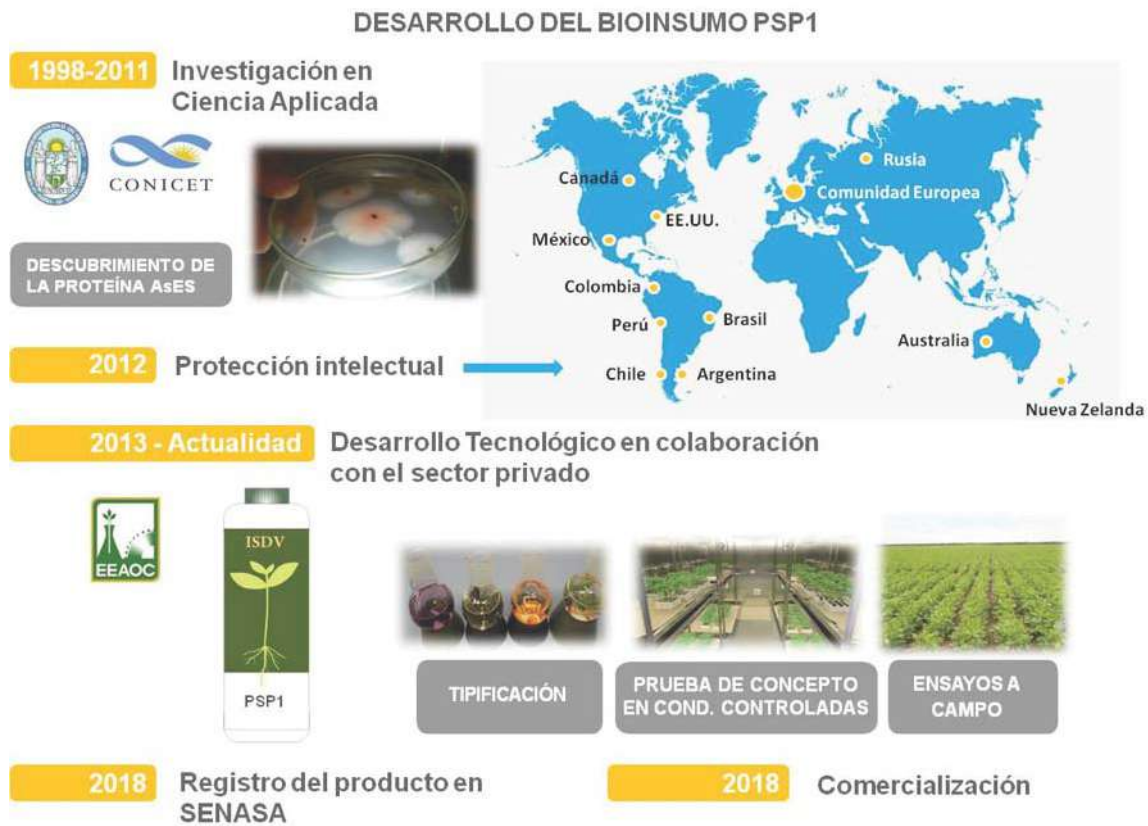 DESARROLLO DEL BIOINSUMO PSP1
1998-2011
Investigación en
Ciencia Aplicada
CONICET
DESCUBRIMIENTO DE
LA PROTEÍNA AsES
Canadá
EE.UU.
México
Colombia
Perú
Brasil
Chile
Argentina
Rusia
Comunidad Europea
Australia
Nueva Zelanda
2012
Protección intelectual
2013 - Actualidad
Desarrollo Tecnológico en colaboración
con el sector privado
EEAOC
ISDV
PSP1
TIPIFICACIÓN
PRUEBA DE CONCEPTO
EN COND. CONTROLADAS
ENSAYOS A
CAMPO
2018
Registro del producto en
SENASA
2018
Comercialización